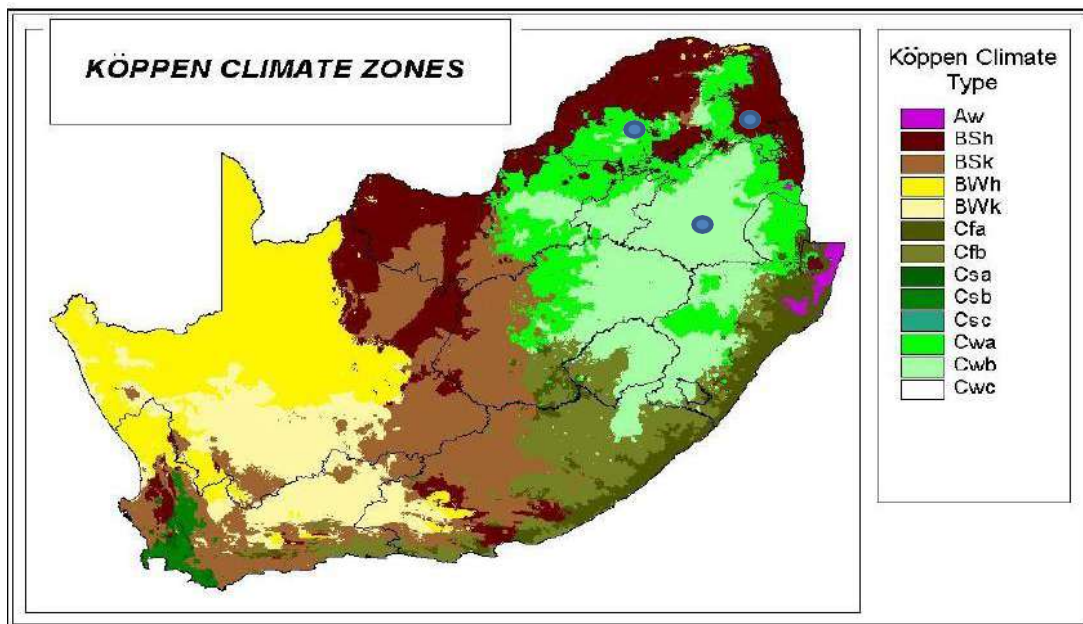 KÖPPEN CLIMATE ZONES
Köppen Climate
Type
Aw
BSh
BSk
BWh
BWk
Cfa
Cfb
Csa
Csb
Csc
Cwa
Cwb
Cwc